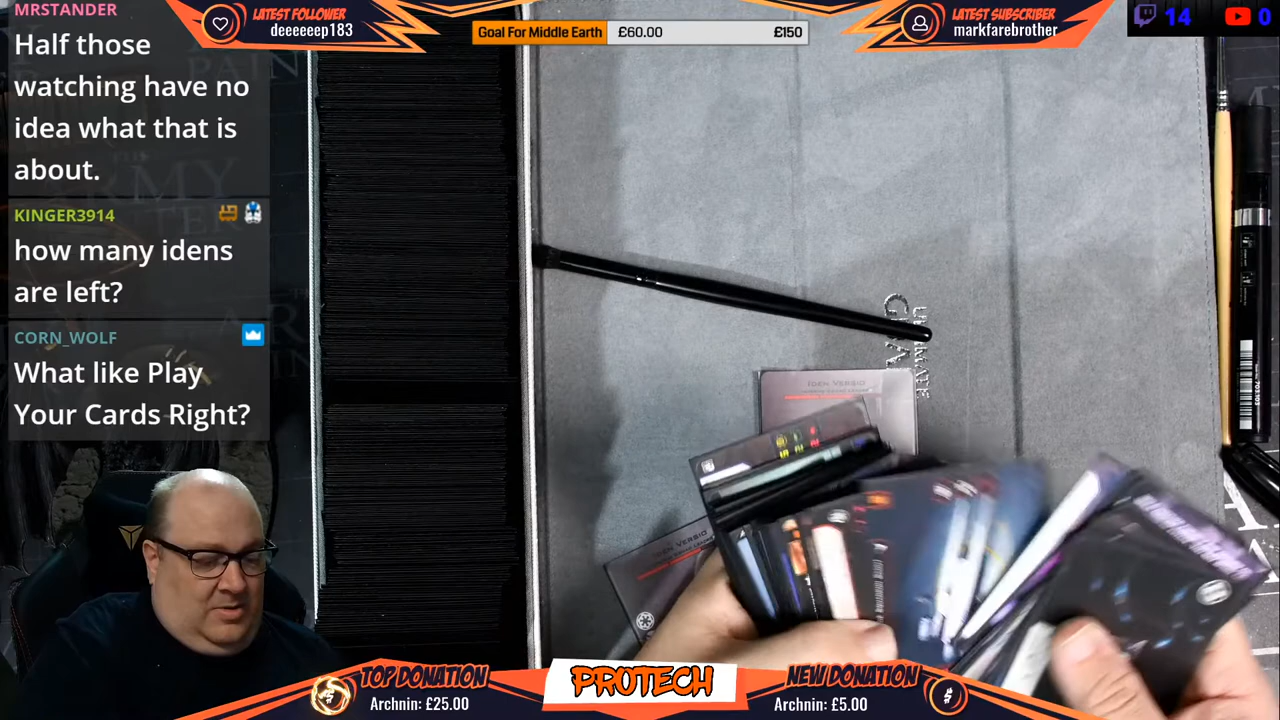 MRSTANDER
Half those
watching have no
idea what that is
about.
KINGER3914
how many idens
are left?
CORN_WOLF
What like Play
Your Cards Right?
LATEST FOLLOWER
deeeeeep183
Goal For Middle Earth £60.00 £150
LATEST SUBSCRIBER
markfarebrother
14
0
IDEN VERSIO
IDEN VERSIO
TOP DONATION
Archnin: £25.00
PROTECH
NEW DONATION
Archnin: £5.00